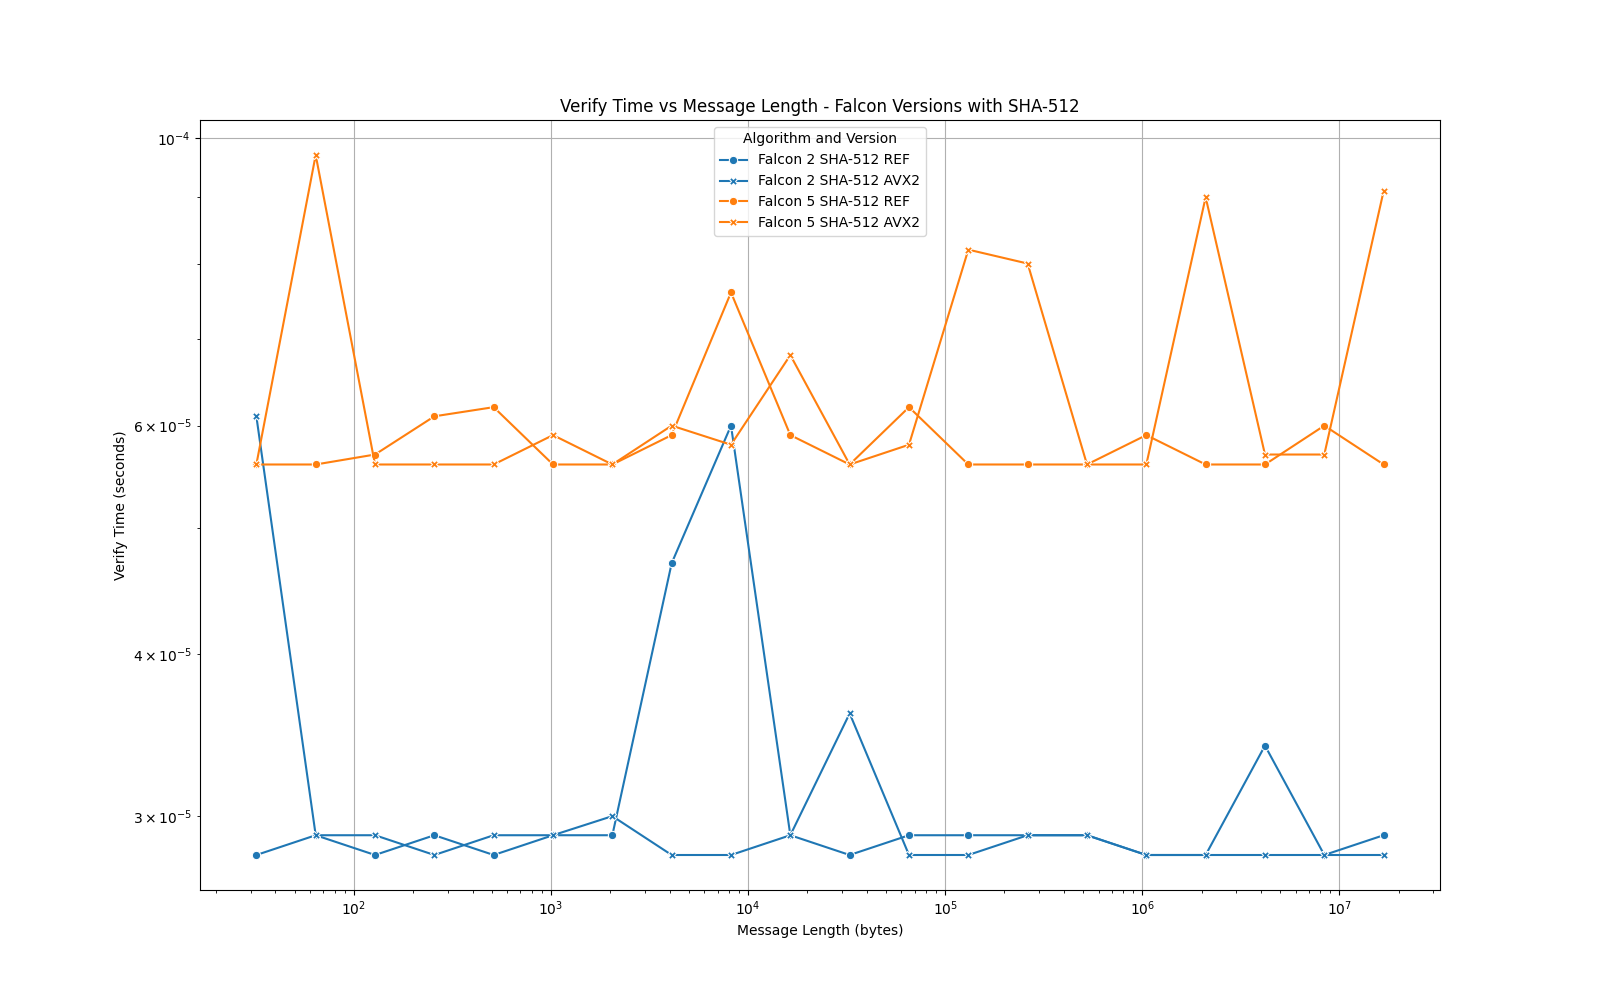 Verify Time vs Message Length - Falcon Versions with SHA-512
Algorithm and Version
Falcon 2 SHA-512 REF
Falcon 2 SHA-512 AVX2
Falcon 5 SHA-512 REF
Falcon 5 SHA-512 AVX2
Verify Time (seconds)
10⁻⁴
6 × 10⁻⁵
4 × 10⁻⁵
3 × 10⁻⁵
10² 10³ 10⁴ 10⁵ 10⁶ 10⁷
Message Length (bytes)